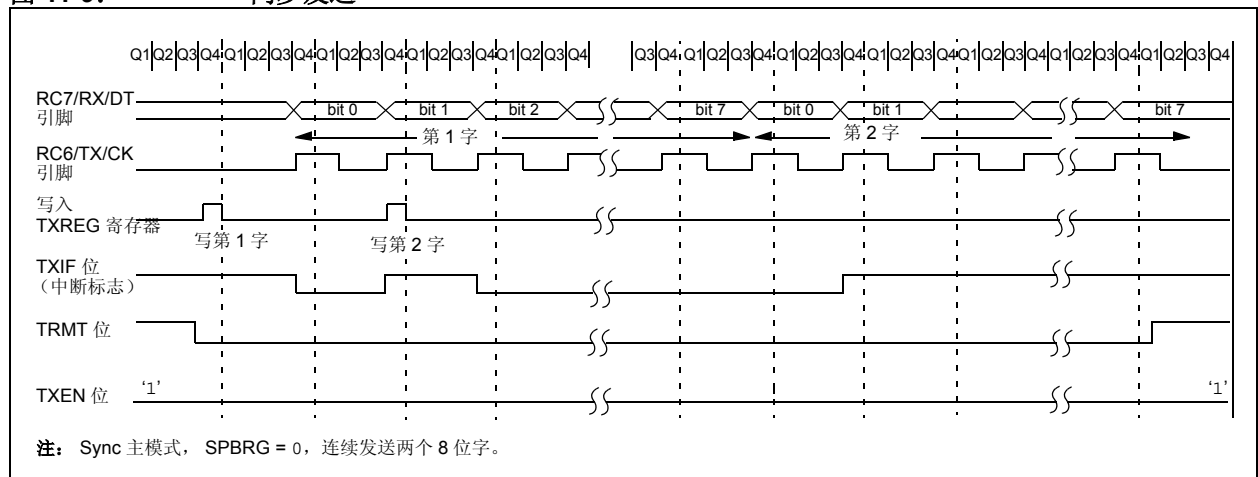 Q1 Q2 Q3 Q4 Q1 Q2 Q3 Q4 Q1 Q2 Q3 Q4 Q1 Q2 Q3 Q4 Q1 Q2 Q3 Q4 Q3 Q4 Q1 Q2 Q3 Q4 Q1 Q2 Q3 Q4 Q1 Q2 Q3 Q4 Q1 Q2 Q3 Q4 Q1 Q2 Q3 Q4 Q1 Q2 Q3 Q4
RC7/RX/DT
引脚
bit 0 bit 1 bit 2 bit 7 bit 0 bit 1 bit 7
第 1 字 第 2 字
RC6/TX/CK
引脚
写入
TXREG 寄存器
写第 1 字 写第 2 字
TXIF 位
（中断标志）
TRMT 位
TXEN 位 '1' '1'
注： Sync 主模式， SPBRG = 0，连续发送两个 8 位字。